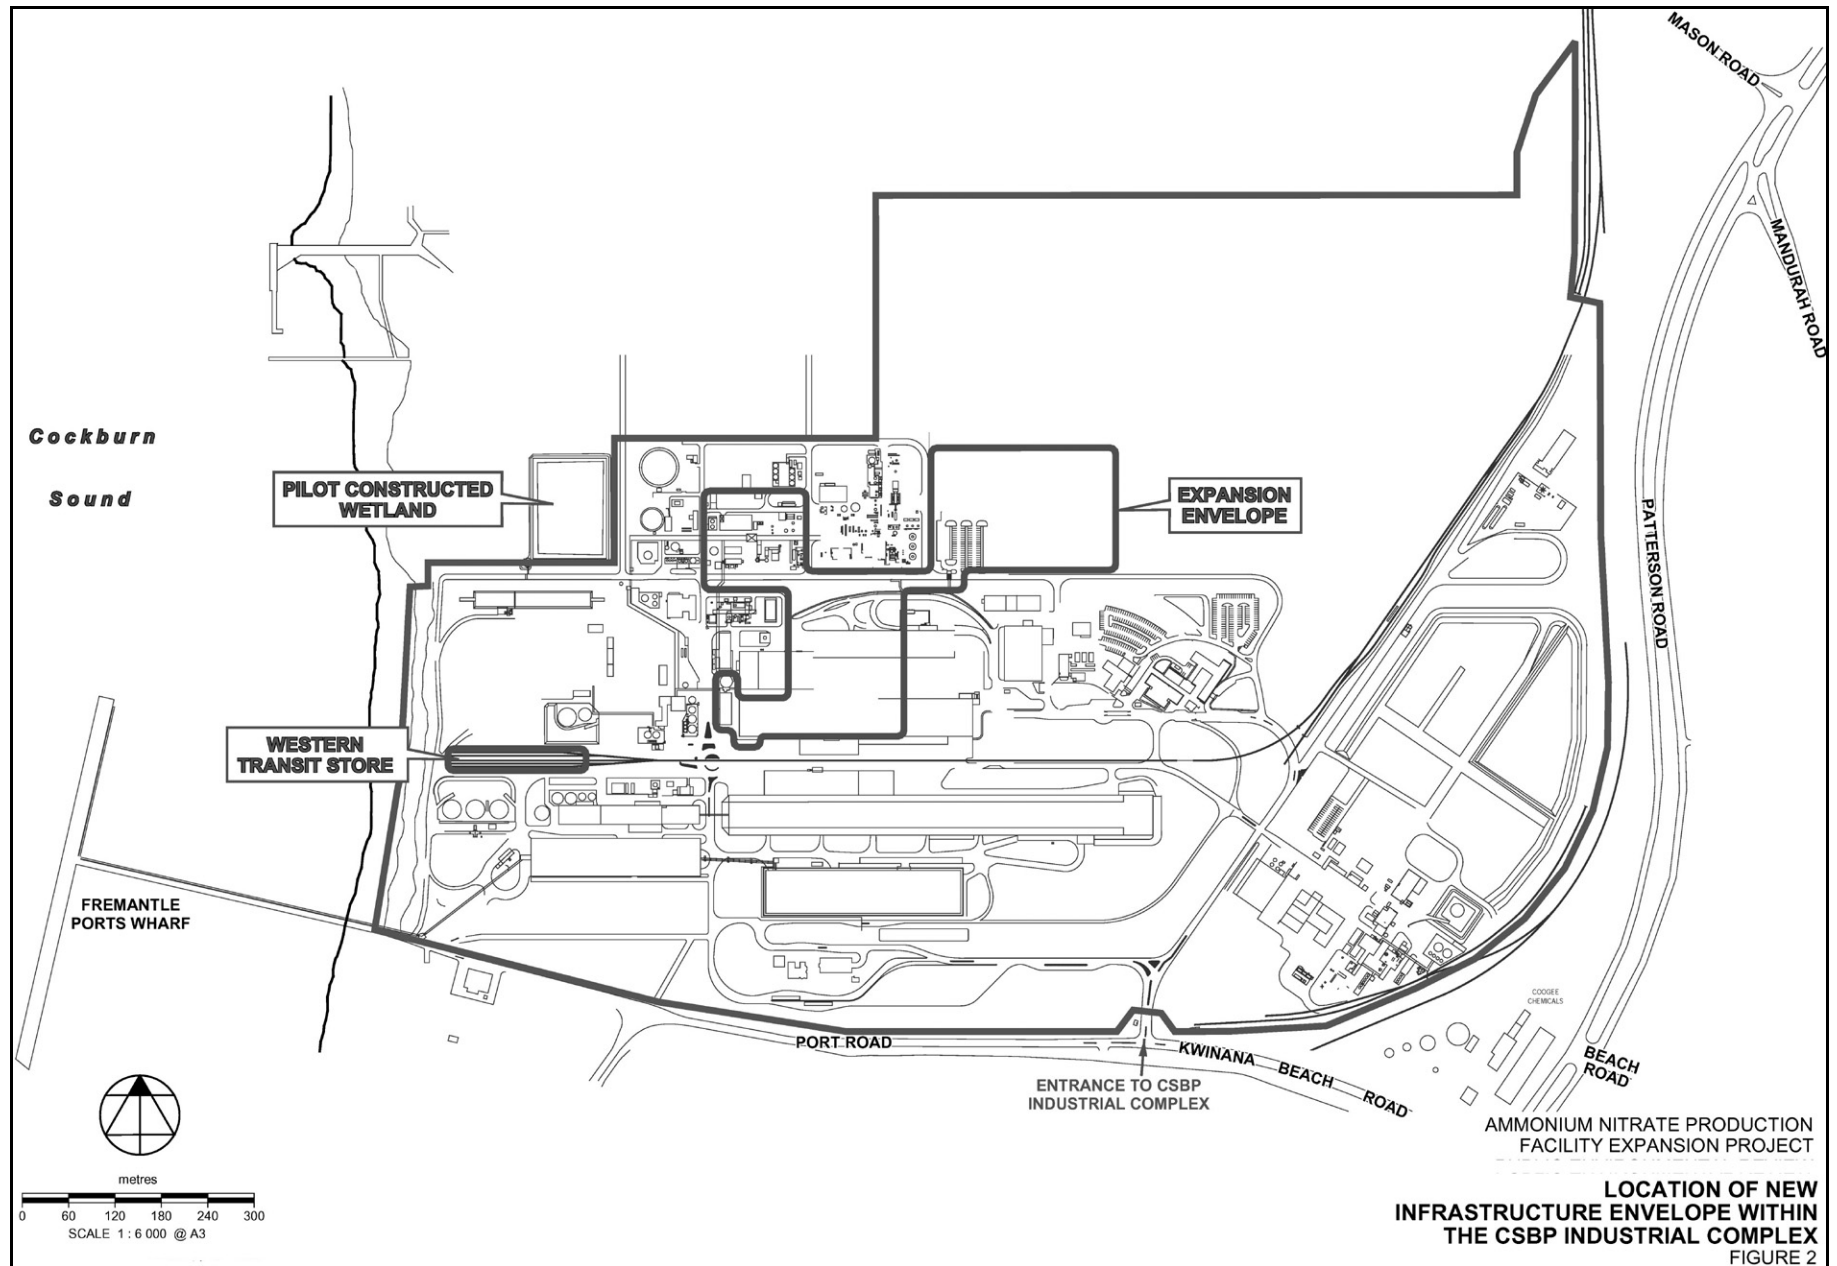 MASON ROAD
MANDURAH ROAD
Cockburn
Sound
PILOT CONSTRUCTED
WETLAND
EXPANSION
ENVELOPE
PATTERSON ROAD
WESTERN
TRANSIT STORE
FREMANTLE
PORTS WHARF
COOGEE
CHEMICALS
PORT ROAD
KWINANA BEACH ROAD
BEACH
ROAD
ENTRANCE TO CSBP
INDUSTRIAL COMPLEX
metres
0 60 120 180 240 300
SCALE 1 : 6 000 @ A3
AMMONIUM NITRATE PRODUCTION
FACILITY EXPANSION PROJECT
LOCATION OF NEW
INFRASTRUCTURE ENVELOPE WITHIN
THE CSBP INDUSTRIAL COMPLEX
FIGURE 2